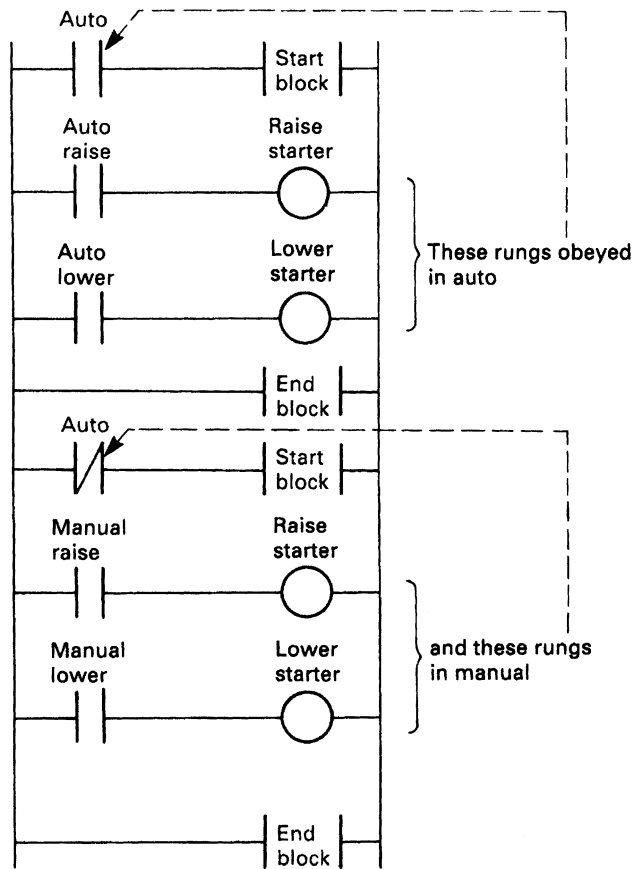 Auto
Start
block
Auto
raise
Raise
starter
Auto
lower
Lower
starter
These rungs obeyed
in auto
End
block
Auto
Start
block
Manual
raise
Raise
starter
Manual
lower
Lower
starter
and these rungs
in manual
End
block